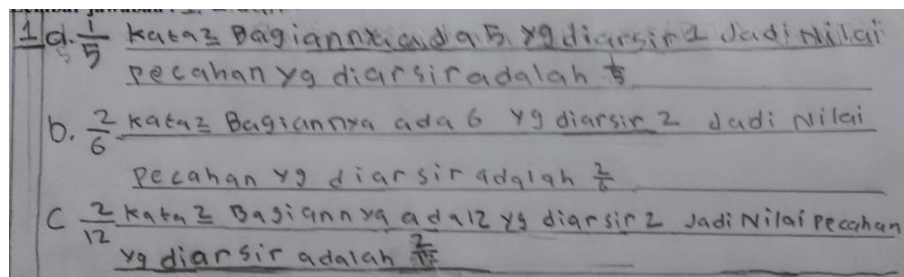 1 a. 1/5 Kata2 Bagiannya ada 5 yg diarsir 1 Jadi Nilai
pecahan yg diarsir adalah 1/5
b. 2/6 Kata2 Bagiannya ada 6 yg diarsir 2 Jadi Nilai
pecahan yg diarsir adalah 2/6
C 2/12 Kata2 Bagiannya ada 12 yg diarsir 2 Jadi Nilai Pecahan
yg diarsir adalah 2/12